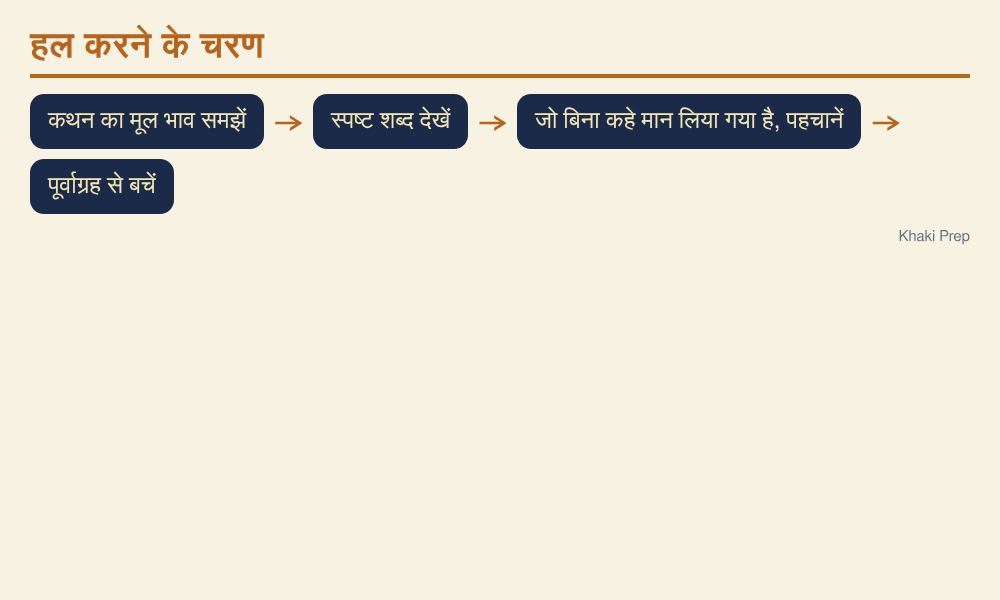 हल करने के चरण
कथन का मूल भाव समझें → स्पष्ट शब्द देखें → जो बिना कहे मान लिया गया है, पहचानें →
पूर्वाग्रह से बचें
Khaki Prep